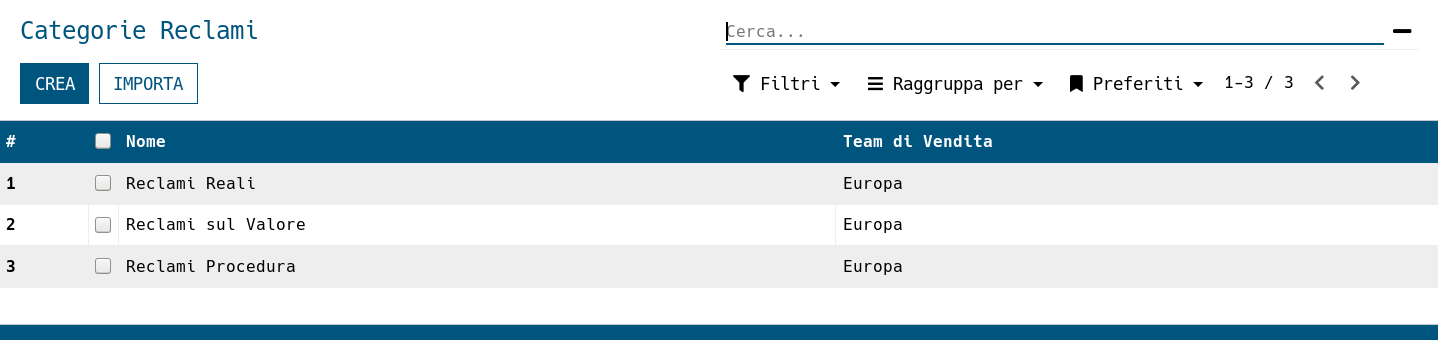 Categorie Reclami
Cerca...
CREA IMPORTA
Filtri Raggruppa per Preferiti 1-3 / 3
# Nome Team di Vendita
1 Reclami Reali Europa
2 Reclami sul Valore Europa
3 Reclami Procedura Europa